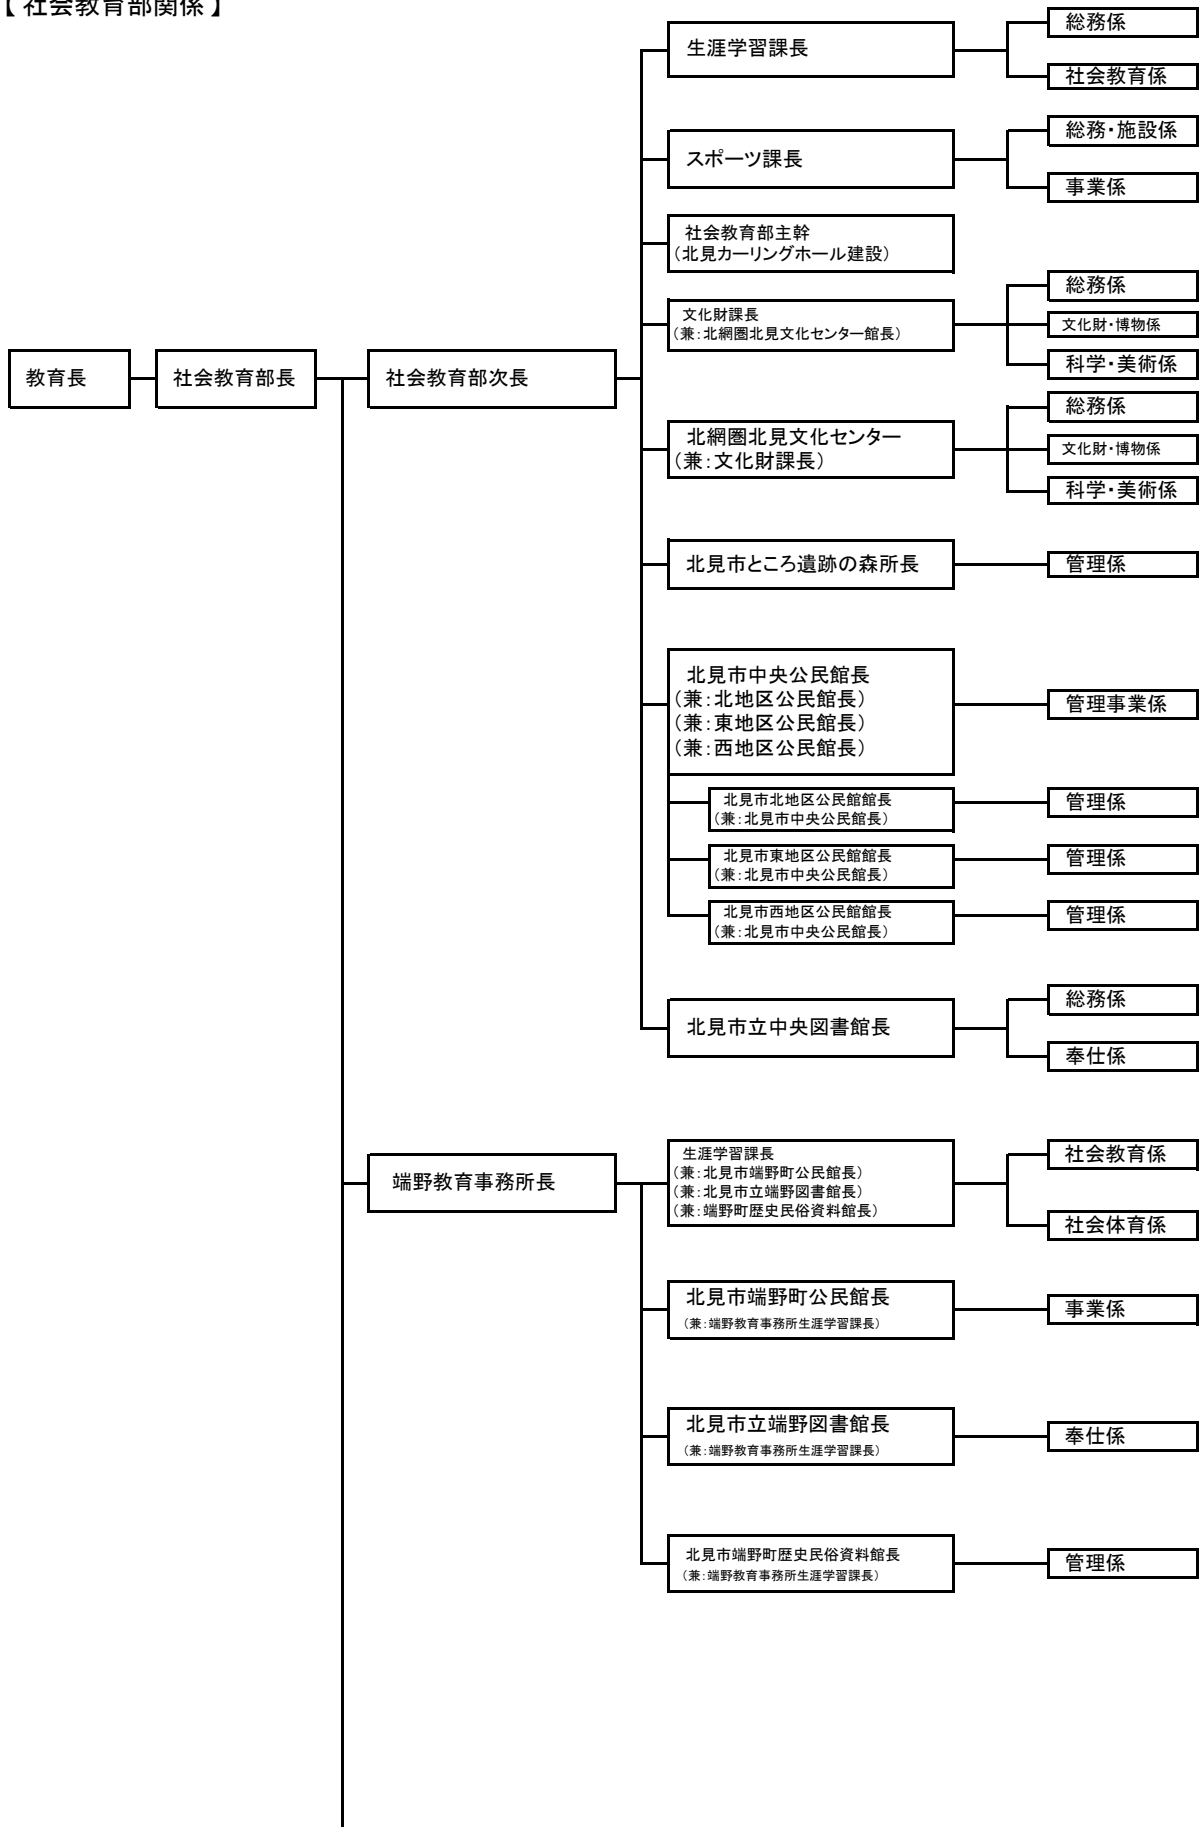 【 社会教育部関係 】
教育長
社会教育部長
社会教育部次長
生涯学習課長
総務係
社会教育係
スポーツ課長
総務・施設係
事業係
社会教育部主幹
(北見カーリングホール建設)
文化財課長
(兼:北網圏北見文化センター館長)
総務係
文化財・博物係
科学・美術係
北網圏北見文化センター
(兼:文化財課長)
総務係
文化財・博物係
科学・美術係
北見市ところ遺跡の森所長
管理係
北見市中央公民館長
(兼:北地区公民館長)
(兼:東地区公民館長)
(兼:西地区公民館長)
管理事業係
北見市北地区公民館館長
(兼:北見市中央公民館長)
管理係
北見市東地区公民館館長
(兼:北見市中央公民館長)
管理係
北見市西地区公民館館長
(兼:北見市中央公民館長)
管理係
北見市立中央図書館長
総務係
奉仕係
端野教育事務所長
生涯学習課長
(兼:北見市端野町公民館長)
(兼:北見市立端野図書館長)
(兼:端野町歴史民俗資料館長)
社会教育係
社会体育係
北見市端野町公民館長
(兼:端野教育事務所生涯学習課長)
事業係
北見市立端野図書館長
(兼:端野教育事務所生涯学習課長)
奉仕係
北見市端野町歴史民俗資料館長
(兼:端野教育事務所生涯学習課長)
管理係